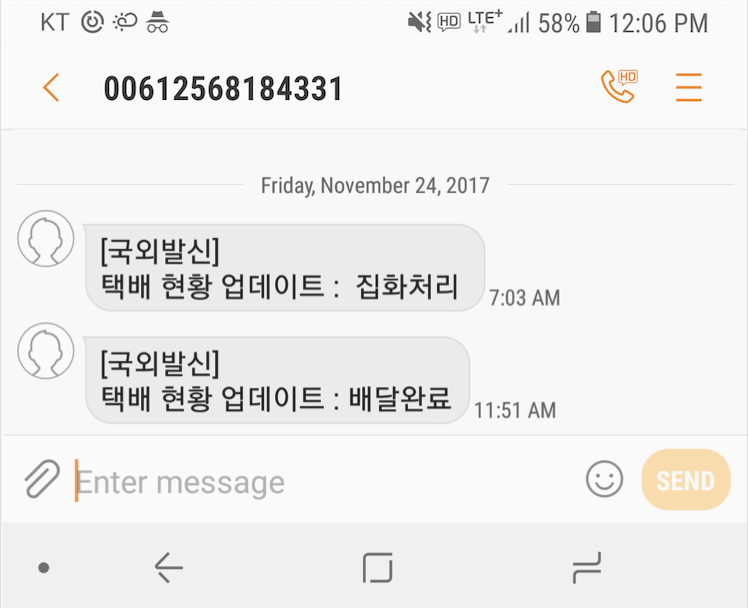 KT HD LTE+ 58% 12:06 PM
00612568184331 HD
Friday, November 24, 2017
[국외발신]
택배 현황 업데이트 :  집화처리
7:03 AM
[국외발신]
택배 현황 업데이트 : 배달완료
11:51 AM
Enter message SEND